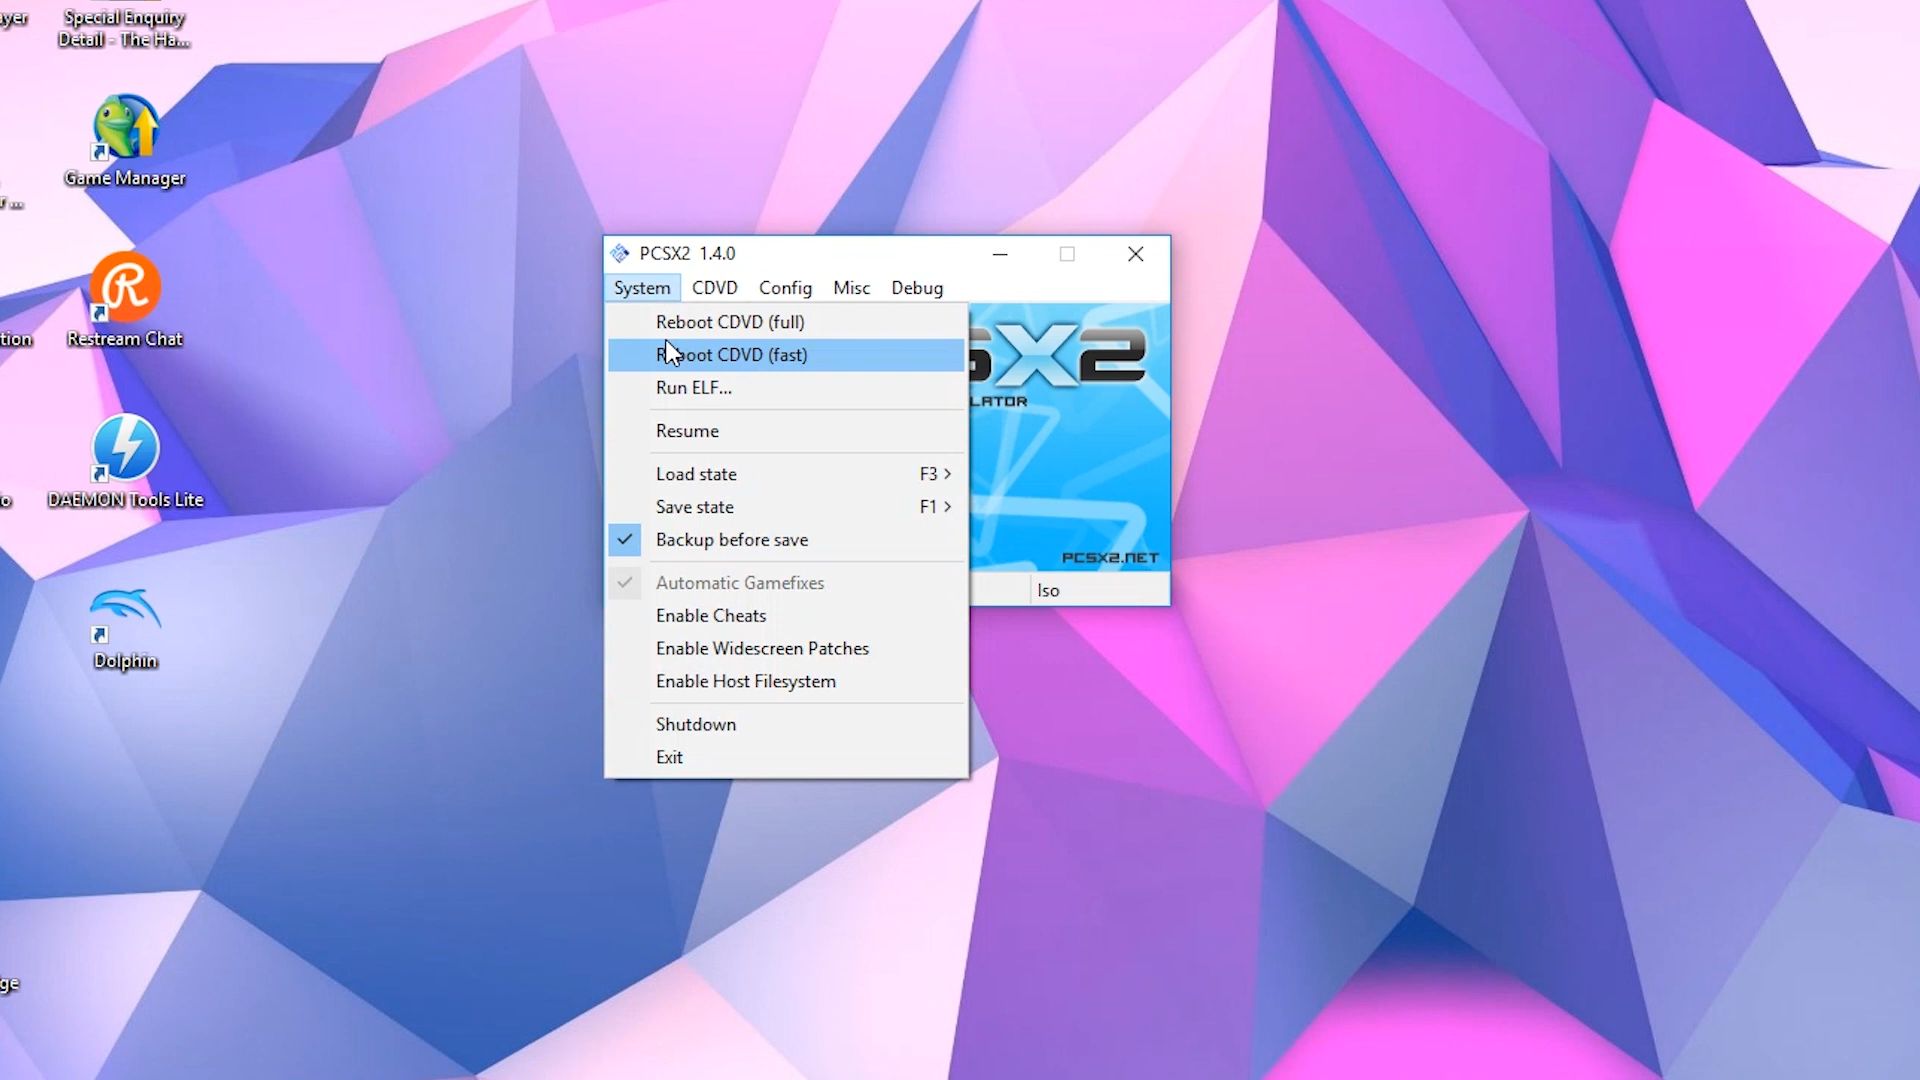 Special Enquiry
Detail - The Ha...
Game Manager
Restream Chat
DAEMON Tools Lite
Dolphin
PCSX2 1.4.0
System CDVD Config Misc Debug
Reboot CDVD (full)
Reboot CDVD (fast)
Run ELF...
Resume
Load state F3
Save state F1
Backup before save
Automatic Gamefixes
Enable Cheats
Enable Widescreen Patches
Enable Host Filesystem
Shutdown
Exit
PCSX2.NET
Iso